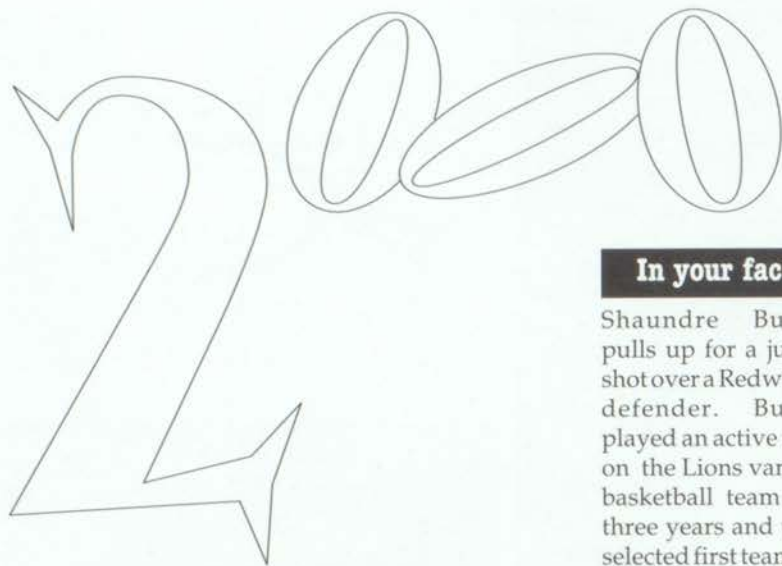 2000
In your fac
Shaundre Bu
pulls up for a ju
shot over a Redw
defender. Bu
played an active
on the Lions var
basketball team
three years and
selected first team